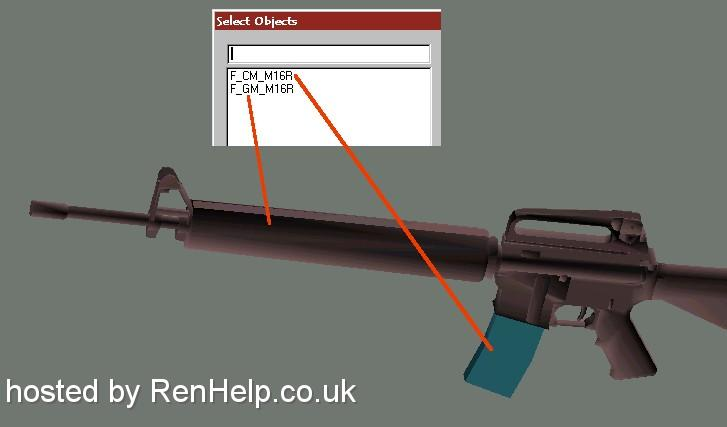 Select Objects
F_CM_M16R
F_GM_M16R
hosted by RenHelp.co.uk